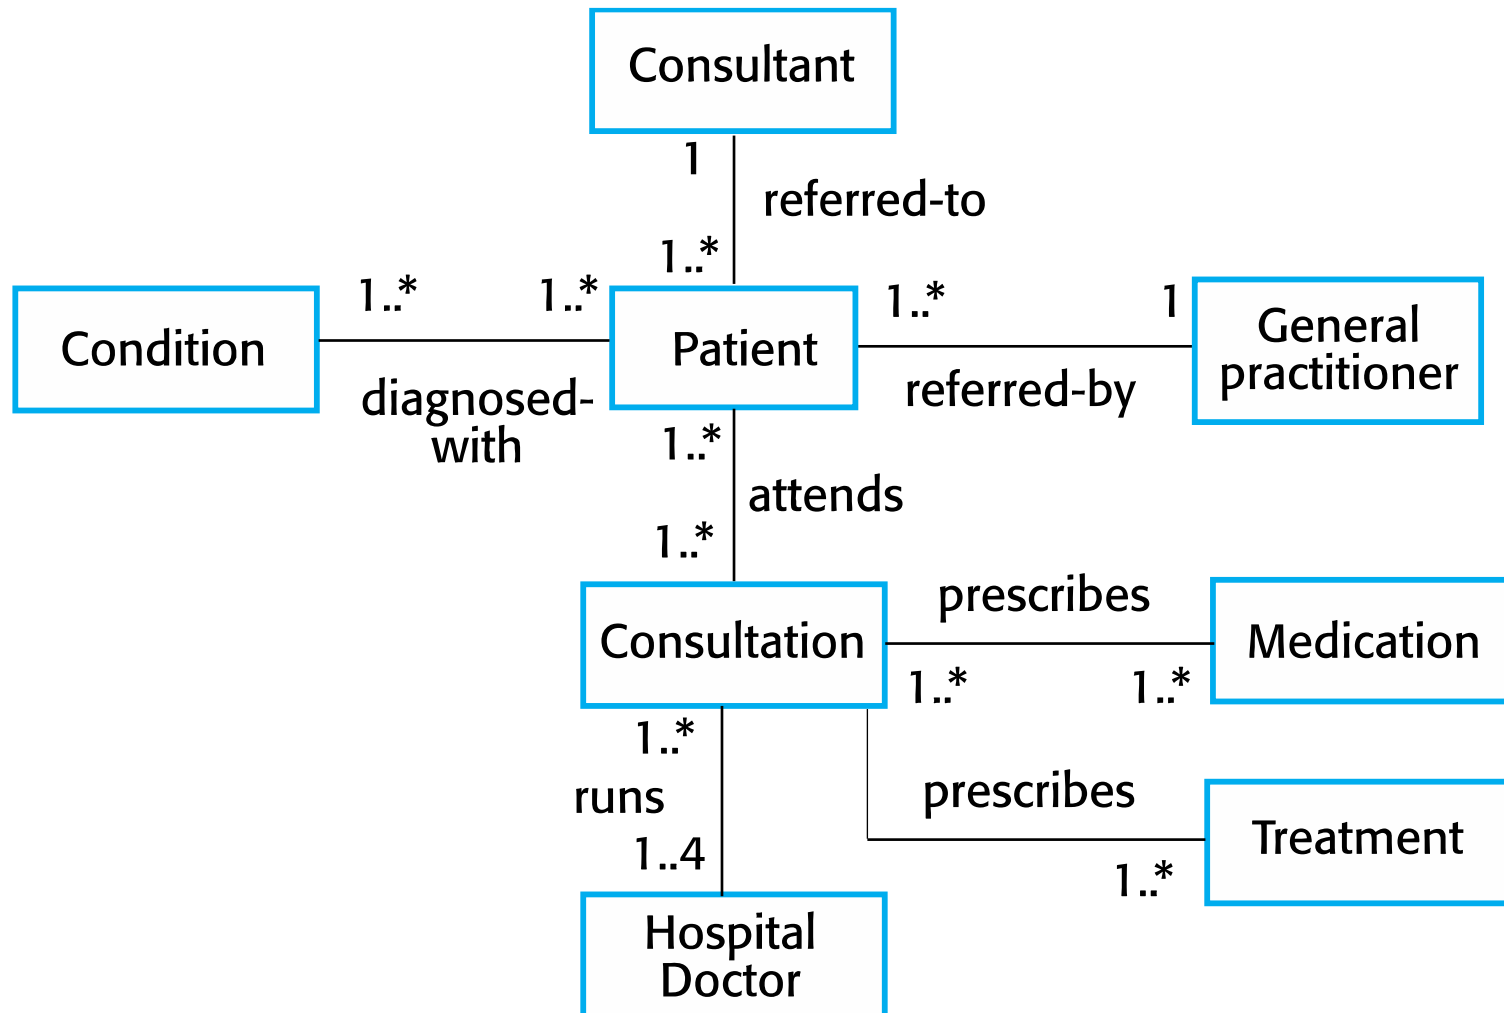 Consultant
1
referred-to
1..*
1..*
1..*
1..*
1
Condition
Patient
General
practitioner
diagnosed-
with
referred-by
1..*
attends
1..*
prescribes
Consultation
Medication
1..*
1..*
1..*
runs
prescribes
1..4
Treatment
1..*
Hospital
Doctor